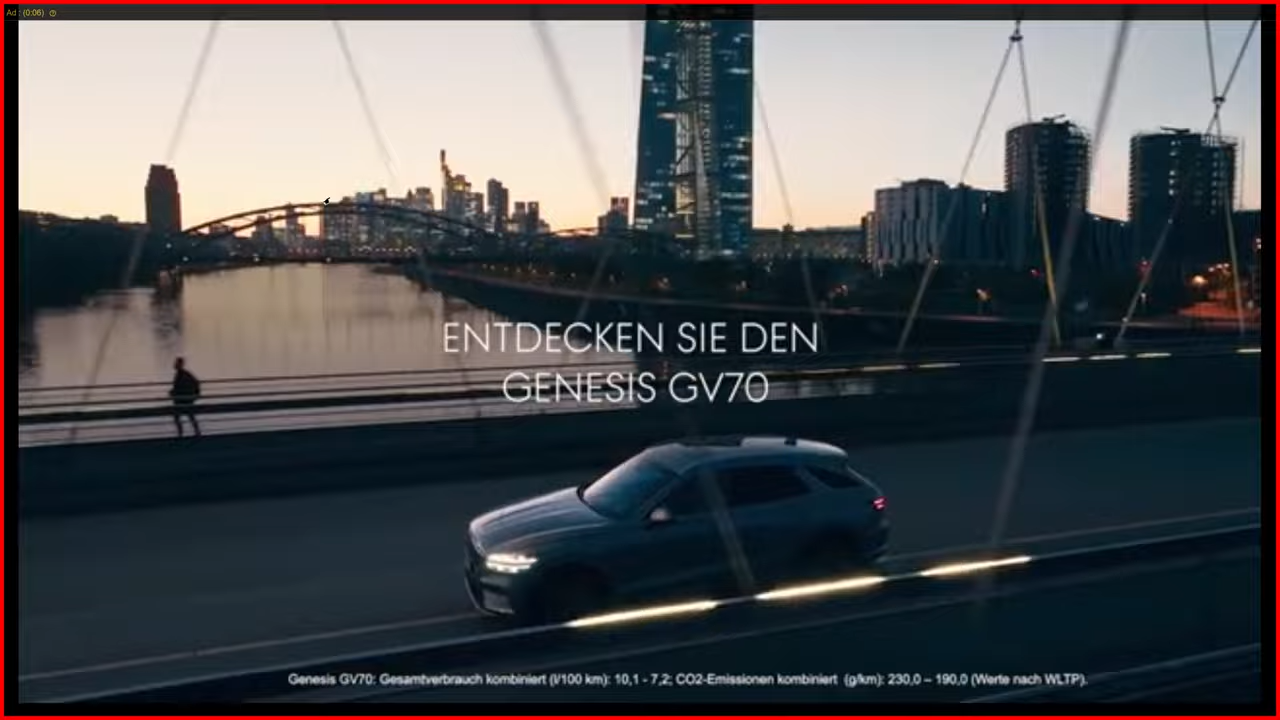 Ad : (0:06)
ENTDECKEN SIE DEN
GENESIS GV70
Genesis GV70: Gesamtverbrauch kombiniert (l/100 km): 10,1 - 7,2; CO2-Emissionen kombiniert (g/km): 230,0 – 190,0 (Werte nach WLTP).